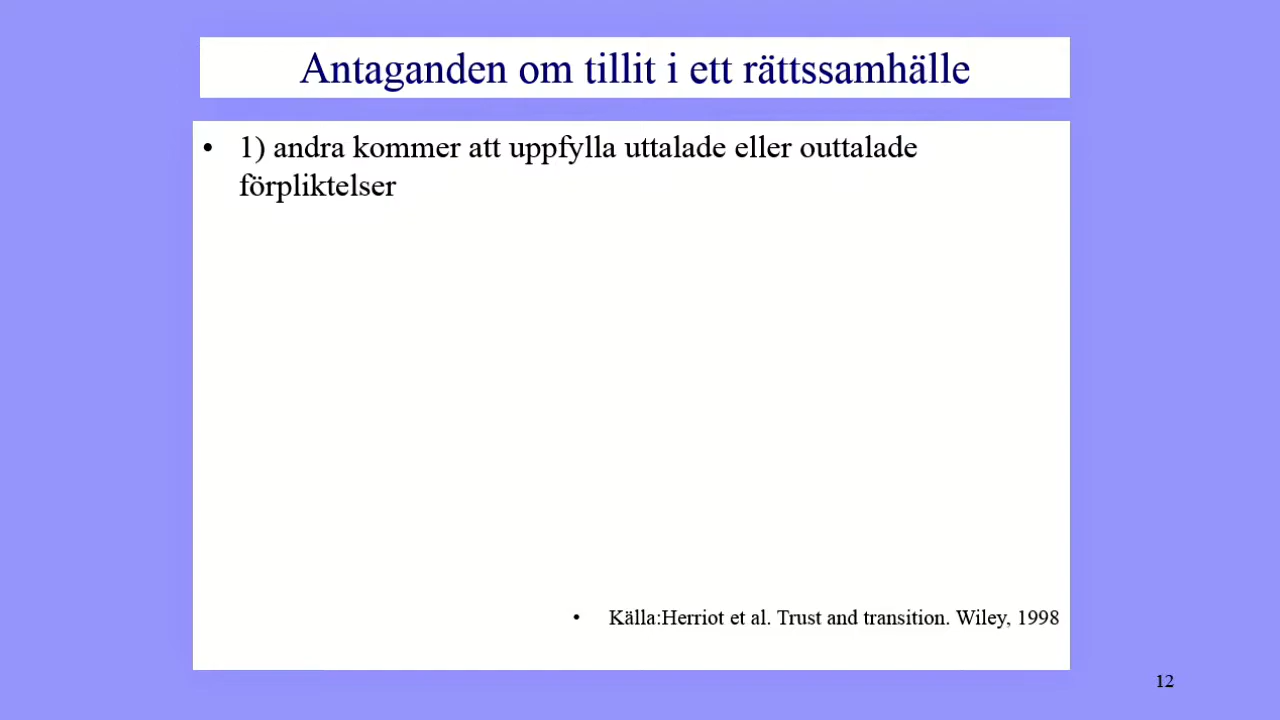 Antaganden om tillit i ett rättssamhälle
• 1) andra kommer att uppfylla uttalade eller outtalade
förpliktelser
• Källa:Herriot et al. Trust and transition. Wiley, 1998
12